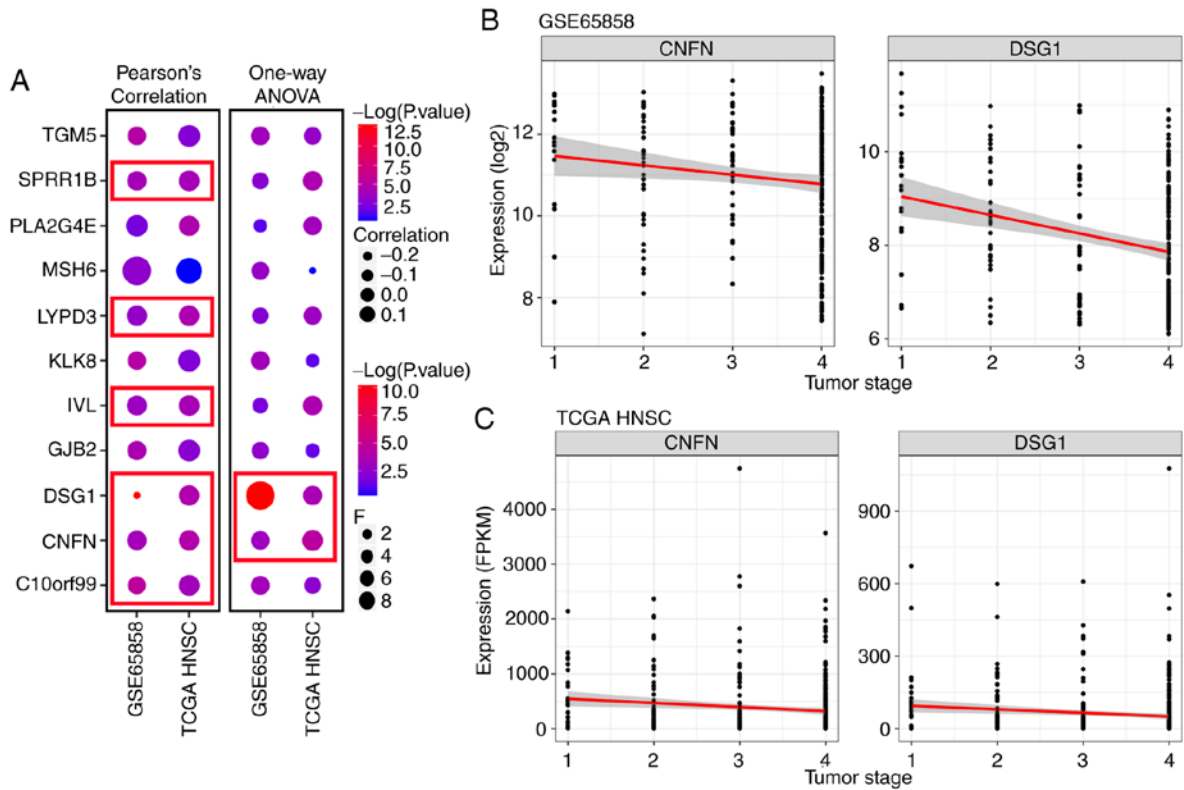 A
Pearson's
Correlation
One-way
ANOVA
TGM5
SPRR1B
PLA2G4E
MSH6
LYPD3
KLK8
IVL
GJB2
DSG1
CNFN
C10orf99
GSE65858
TCGA HNSC
GSE65858
TCGA HNSC
−Log(P.value)
12.5
10.0
7.5
5.0
2.5
Correlation
−0.2
−0.1
0.0
0.1
−Log(P.value)
10.0
7.5
5.0
2.5
F
2
4
6
8
B
GSE65858
CNFN
DSG1
Expression (log2)
12
10
8
10
8
6
1 2 3 4
1 2 3 4
Tumor stage
C
TCGA HNSC
CNFN
DSG1
Expression (FPKM)
4000
3000
2000
1000
0
900
600
300
0
1 2 3 4
1 2 3 4
Tumor stage